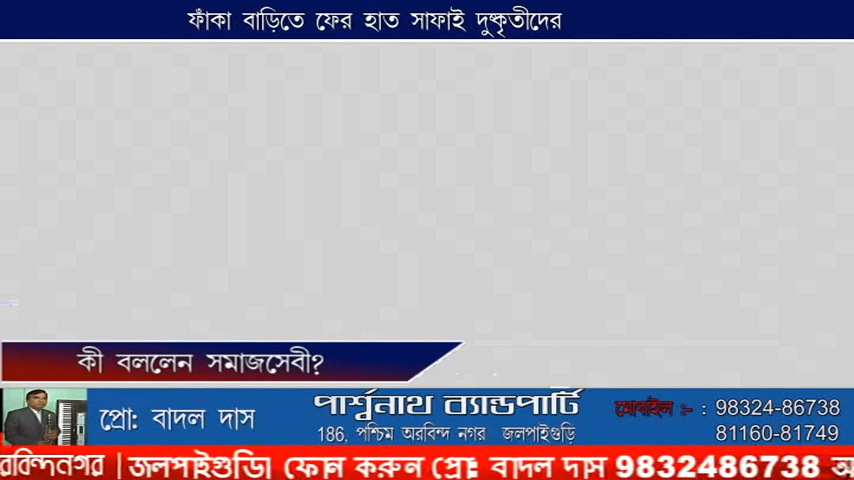 ফাঁকা বাড়িতে ফের হাত সাফাই দুষ্কৃতীদের
কী বললেন সমাজসেবী?
প্রো: বাদল দাস
পার্শ্বনাথ ব্যান্ডপার্টি
186, পশ্চিম অরবিন্দ নগর জলপাইগুড়ি
মোবাইল :- : 98324-86738
81160-81749
রবিন্দনগর | জলপাইগুড়ি ফোন করুন প্রো: বাদল দাস 9832486738